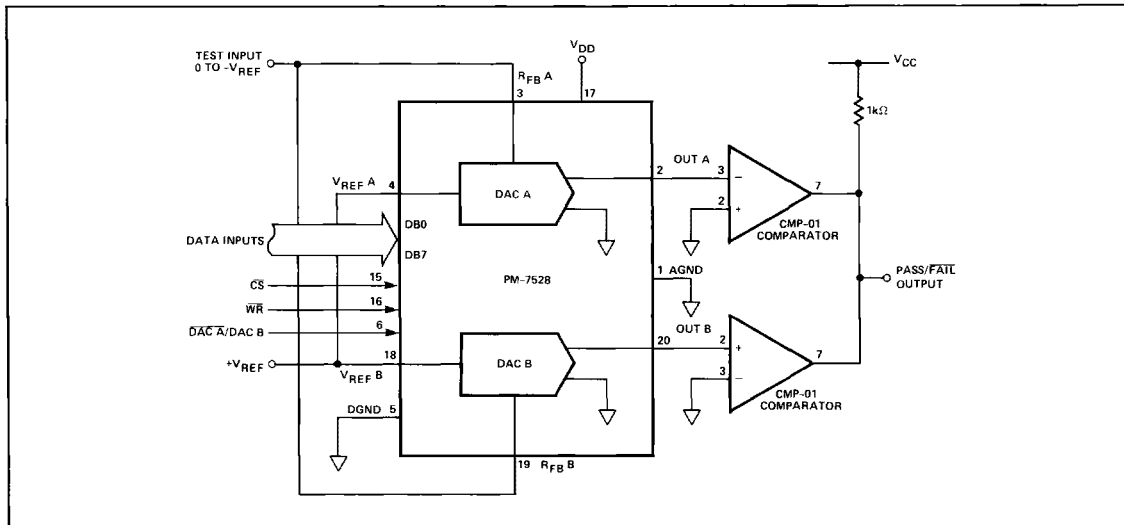 TEST INPUT
0 TO -VREF
RFB A
3
VDD
17
VCC
1kΩ
VREF A
4
DAC A
2
OUT A
3
−
2
+
7
CMP-01
COMPARATOR
DATA INPUTS
DB0
DB7
PM-7528
1 AGND
PASS/FAIL
OUTPUT
CS
15
WR
16
DAC A/DAC B
6
OUT B
20
2
+
3
−
7
CMP-01
COMPARATOR
+VREF
18
VREF B
DAC B
DGND 5
19 RFB B